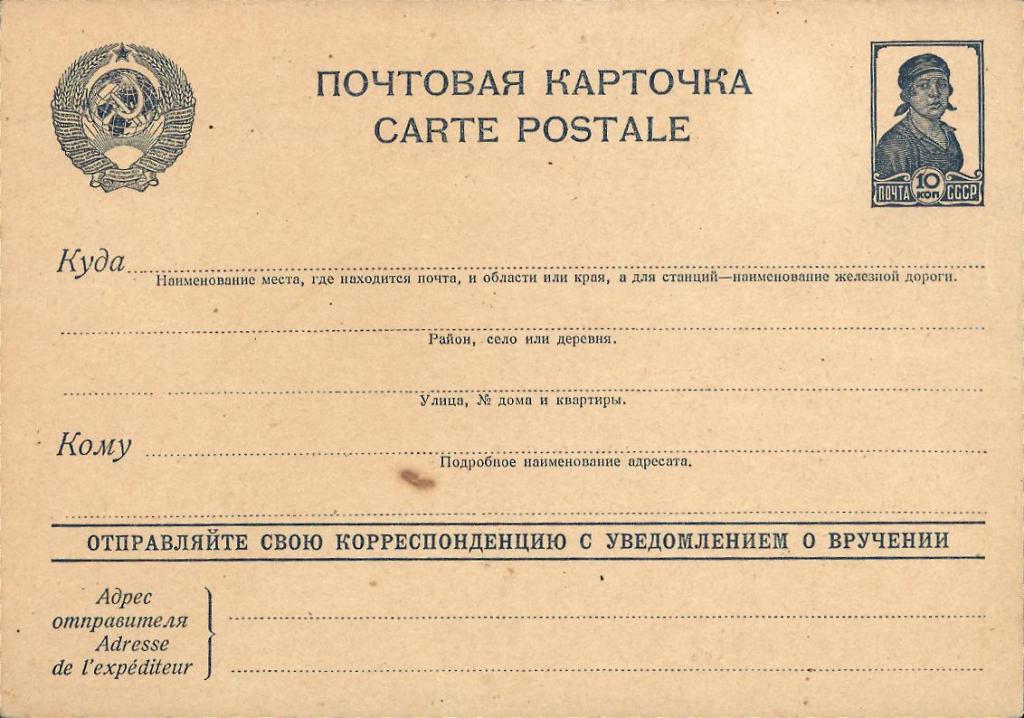 ПОЧТОВАЯ КАРТОЧКА
CARTE POSTALE
ПОЧТА 10 КОП СССР
Куда
Наименование места, где находится почта, и области или края, а для станций—наименование железной дороги.
Район, село или деревня.
Улица, № дома и квартиры.
Кому
Подробное наименование адресата.
ОТПРАВЛЯЙТЕ СВОЮ КОРРЕСПОНДЕНЦИЮ С УВЕДОМЛЕНИЕМ О ВРУЧЕНИИ
Адрес
отправителя
Adresse
de l'expéditeur